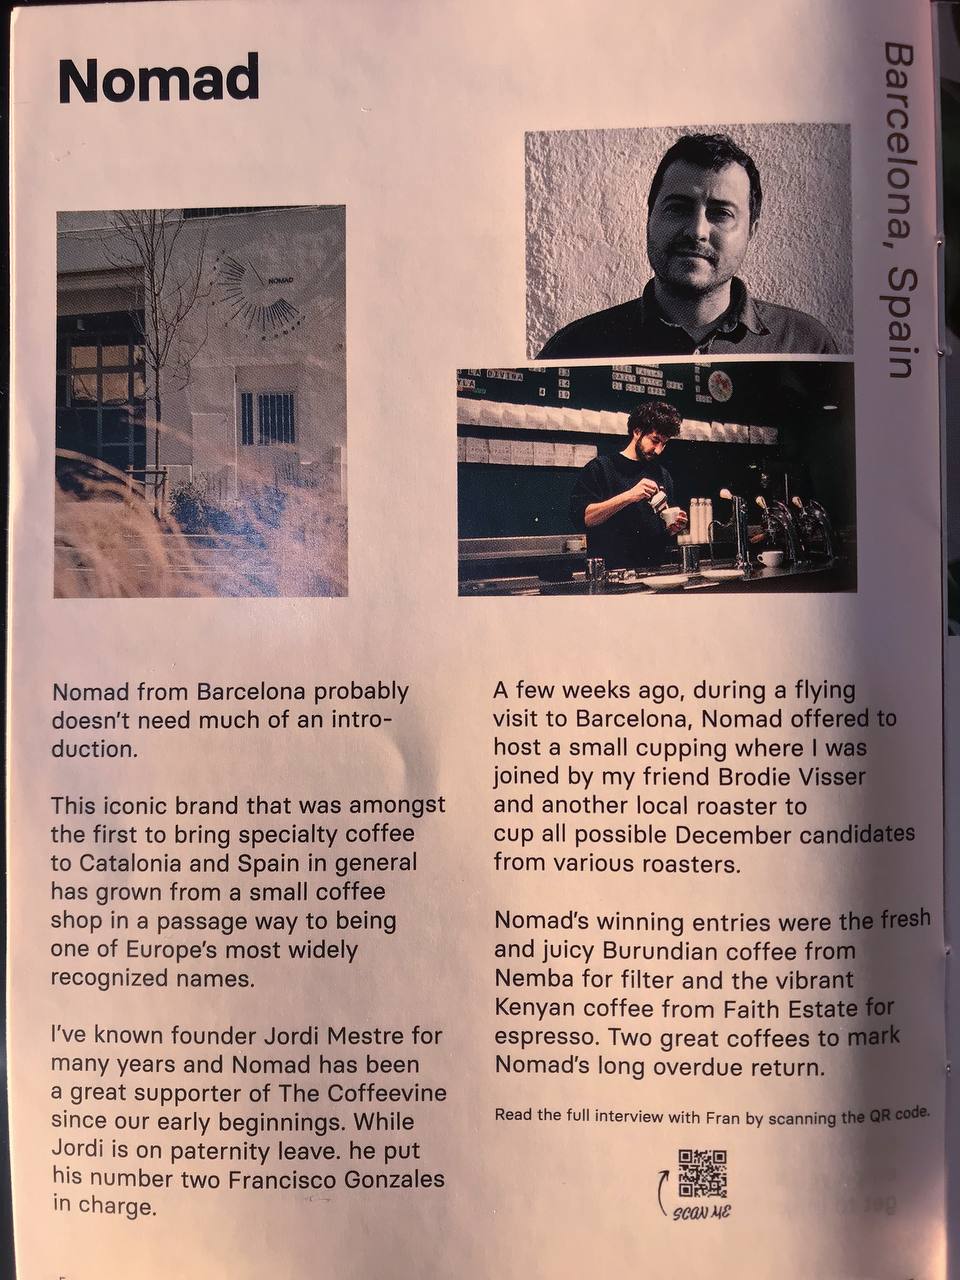 Nomad
Barcelona, Spain
NOMAD
Nomad from Barcelona probably
doesn't need much of an intro-
duction.
This iconic brand that was amongst
the first to bring specialty coffee
to Catalonia and Spain in general
has grown from a small coffee
shop in a passage way to being
one of Europe's most widely
recognized names.
I've known founder Jordi Mestre for
many years and Nomad has been
a great supporter of The Coffeevine
since our early beginnings. While
Jordi is on paternity leave. he put
his number two Francisco Gonzales
in charge.
A few weeks ago, during a flying
visit to Barcelona, Nomad offered to
host a small cupping where I was
joined by my friend Brodie Visser
and another local roaster to
cup all possible December candidates
from various roasters.
Nomad's winning entries were the fresh
and juicy Burundian coffee from
Nemba for filter and the vibrant
Kenyan coffee from Faith Estate for
espresso. Two great coffees to mark
Nomad's long overdue return.
Read the full interview with Fran by scanning the QR code.
SCAN ME